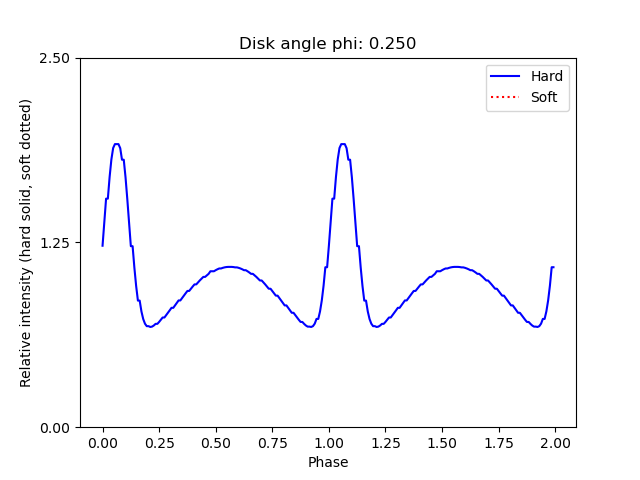 Disk angle phi: 0.250
Relative intensity (hard solid, soft dotted)
2.50
1.25
0.00
Hard
Soft
0.00 0.25 0.50 0.75 1.00 1.25 1.50 1.75 2.00
Phase